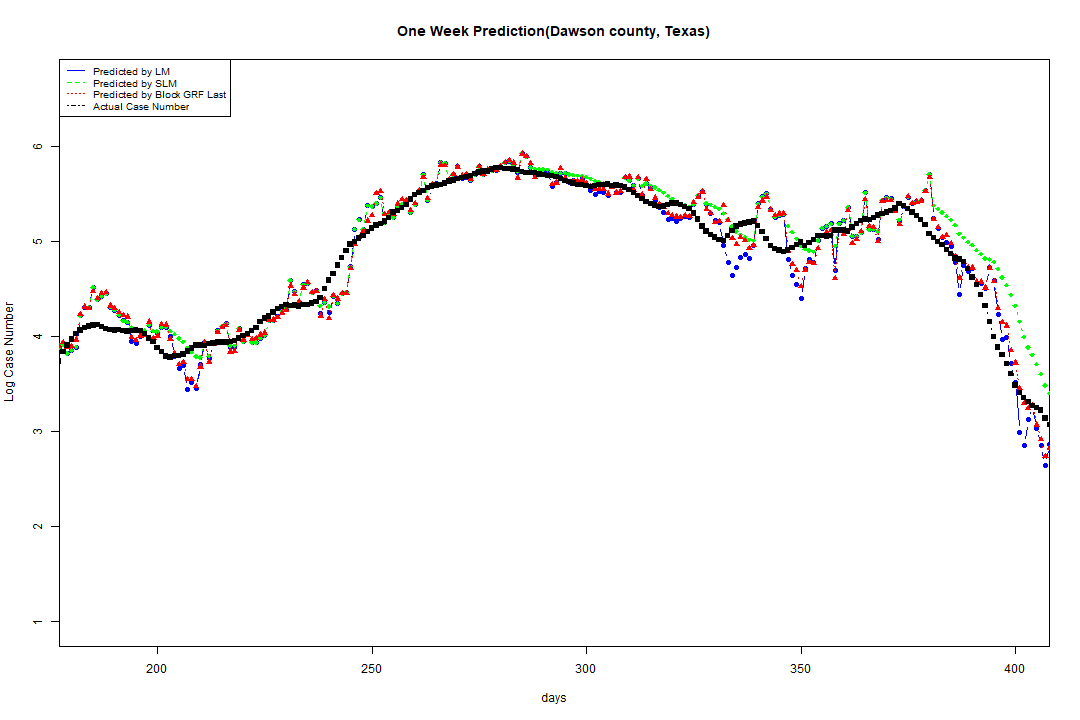 One Week Prediction(Dawson county, Texas)
Predicted by LM
Predicted by SLM
Predicted by Block GRF Last
Actual Case Number
6
5
4
3
2
1
Log Case Number
200 250 300 350 400
days